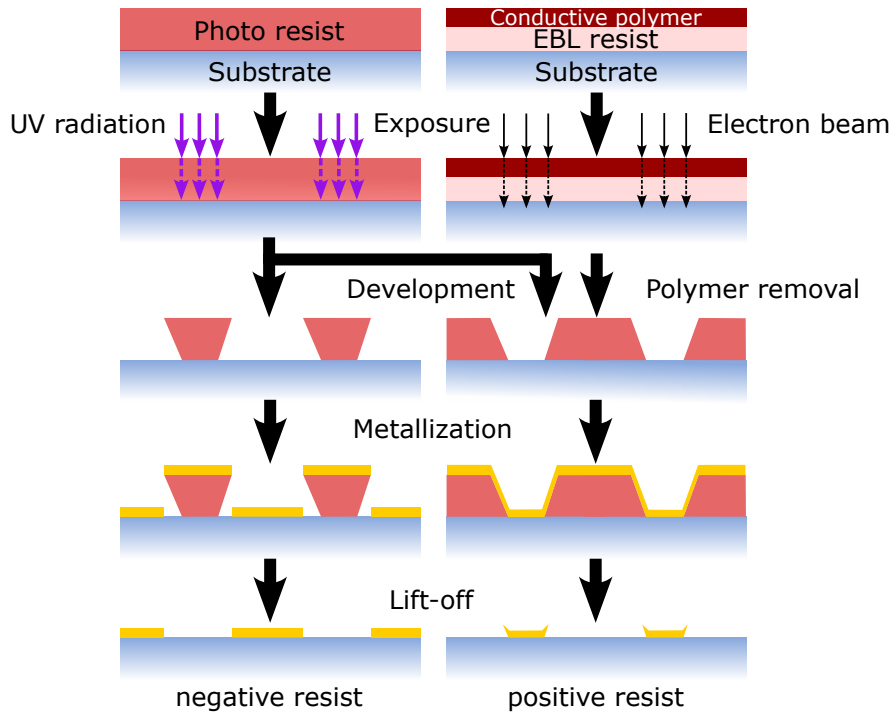 Photo resist
Substrate
Conductive polymer
EBL resist
Substrate
UV radiation
Exposure
Electron beam
Development
Polymer removal
Metallization
Lift-off
negative resist
positive resist